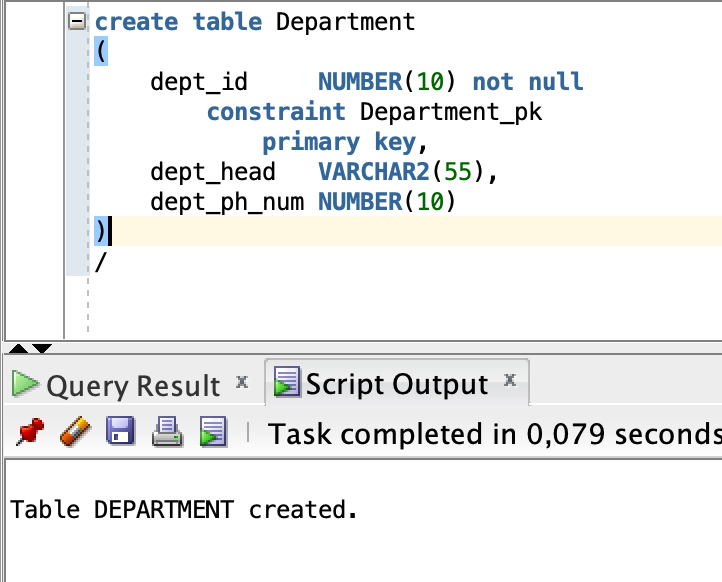 create table Department
(
    dept_id     NUMBER(10) not null
        constraint Department_pk
            primary key,
    dept_head   VARCHAR2(55),
    dept_ph_num NUMBER(10)
)
/
Query Result x Script Output x
Task completed in 0,079 seconds
Table DEPARTMENT created.